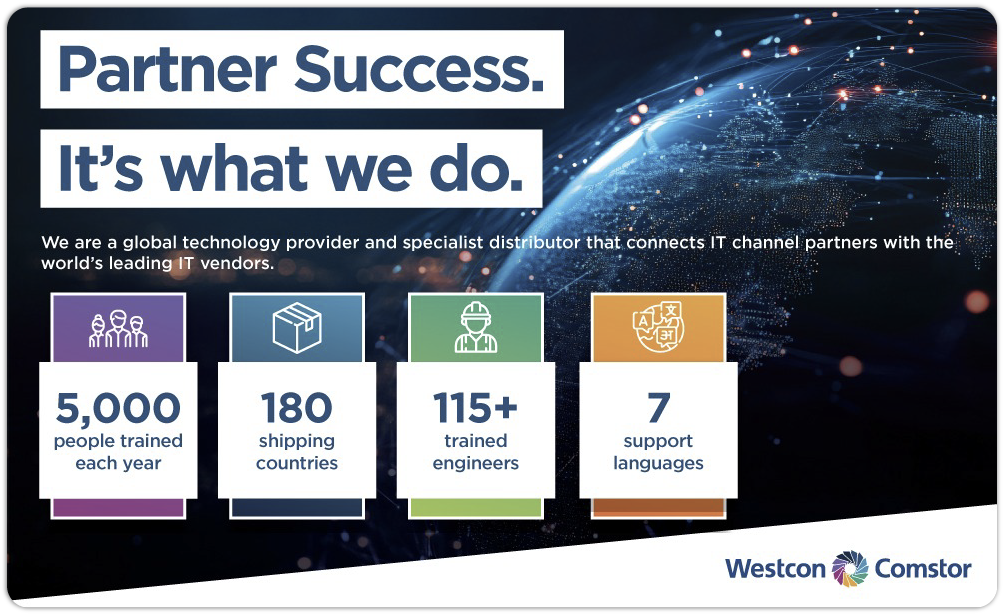 Partner Success.
It's what we do.
We are a global technology provider and specialist distributor that connects IT channel partners with the
world's leading IT vendors.
5,000
people trained
each year
180
shipping
countries
115+
trained
engineers
A
文
अ
7
support
languages
Westcon Comstor